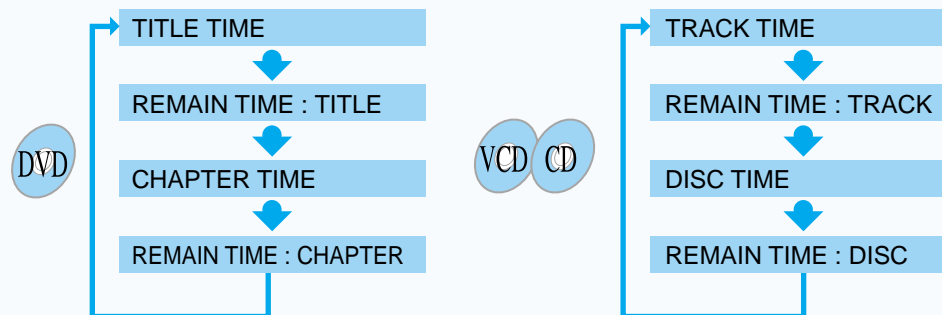 TITLE TIME
REMAIN TIME : TITLE
DVD
CHAPTER TIME
REMAIN TIME : CHAPTER
TRACK TIME
REMAIN TIME : TRACK
VCD CD
DISC TIME
REMAIN TIME : DISC